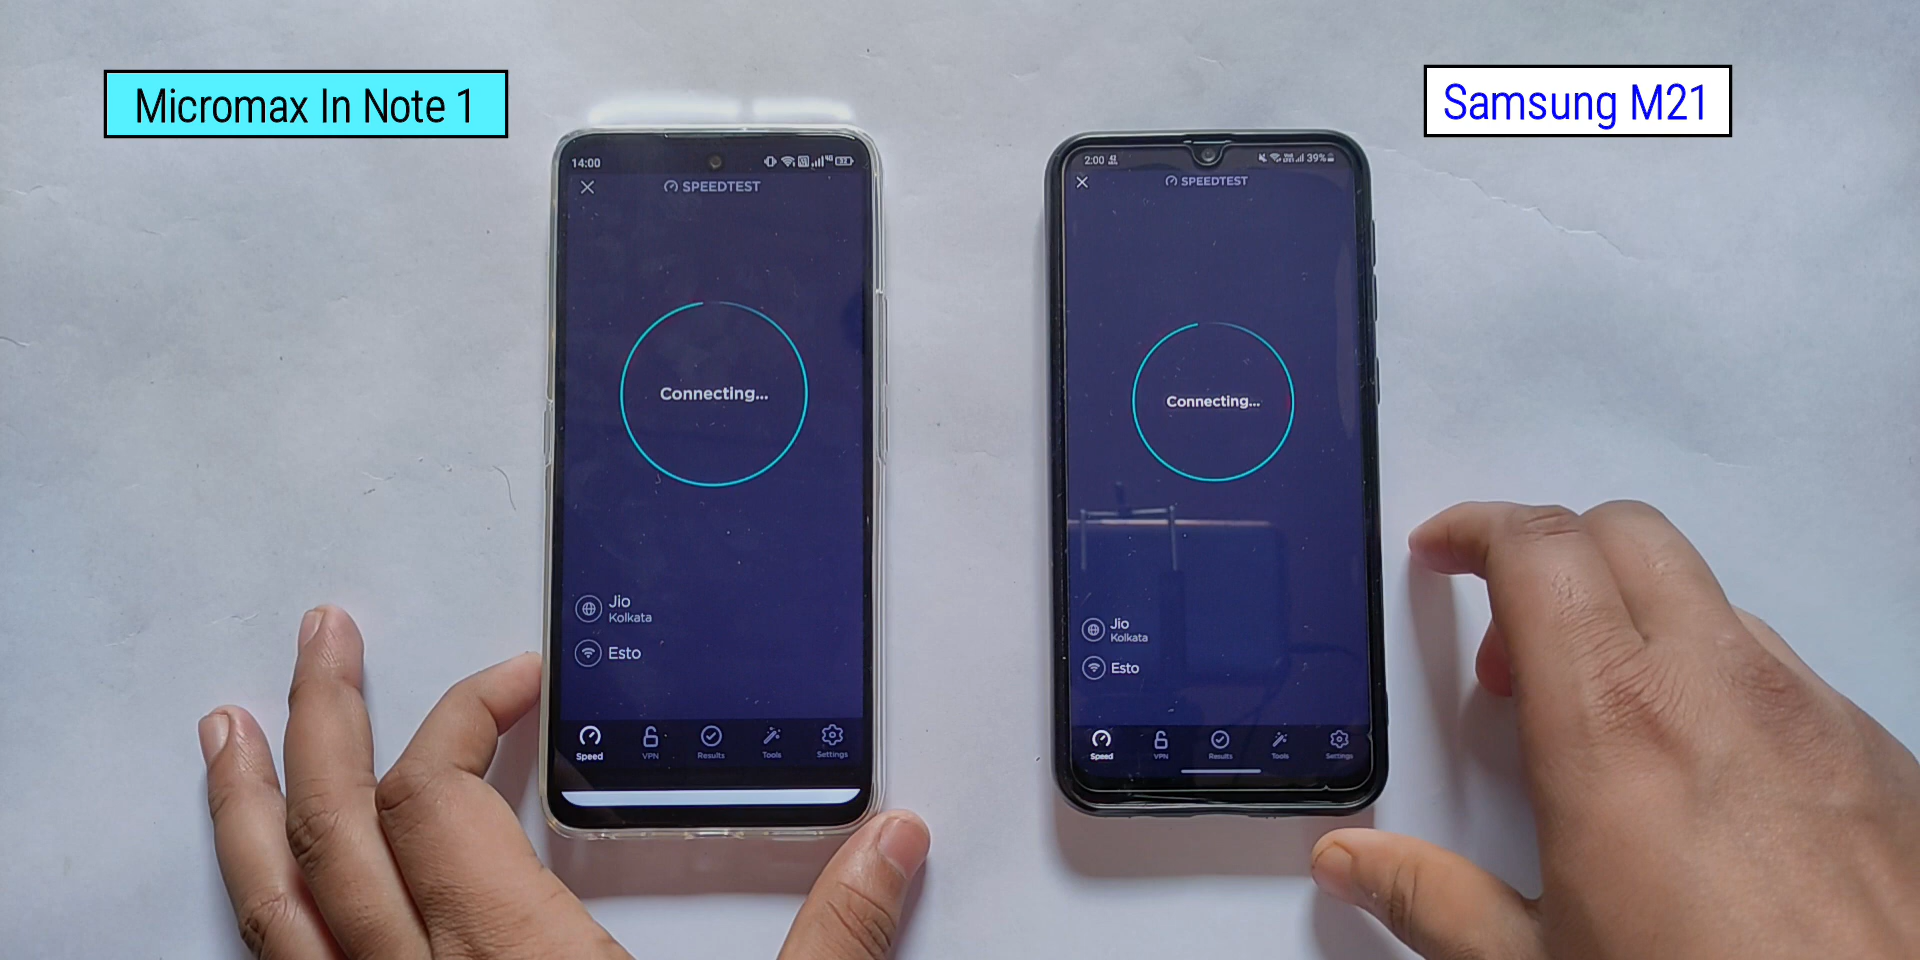 Micromax In Note 1
Samsung M21
14:00
SPEEDTEST
Connecting...
Jio
Kolkata
Esto
Speed
VPN
Results
Tools
Settings
2:00
39%
SPEEDTEST
Connecting...
Jio
Kolkata
Esto
Speed
VPN
Results
Tools
Settings